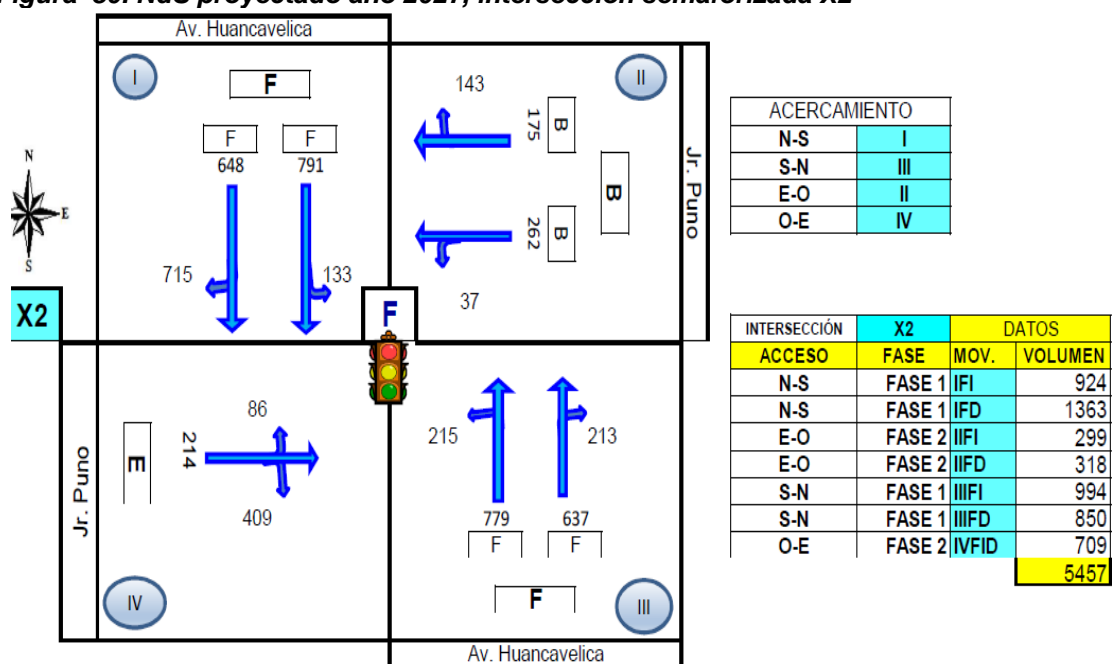 Figura 80. NdS proyectado año 2027, intersección semaforizada X2
Av. Huancavelica
I
F
F
F
648
791
715
133
143
175
B
B
262
B
37
II
Jr. Puno
N
E
S
X2
F
Jr. Puno
E
214
86
409
IV
215
213
779
637
F
F
F
III
Av. Huancavelica
ACERCAMIENTO
N-S I
S-N III
E-O II
O-E IV
INTERSECCIÓN X2 DATOS
ACCESO FASE MOV. VOLUMEN
N-S FASE 1 IFI 924
N-S FASE 1 IFD 1363
E-O FASE 2 IIFI 299
E-O FASE 2 IIFD 318
S-N FASE 1 IIIFI 994
S-N FASE 1 IIIFD 850
O-E FASE 2 IVFID 709
5457